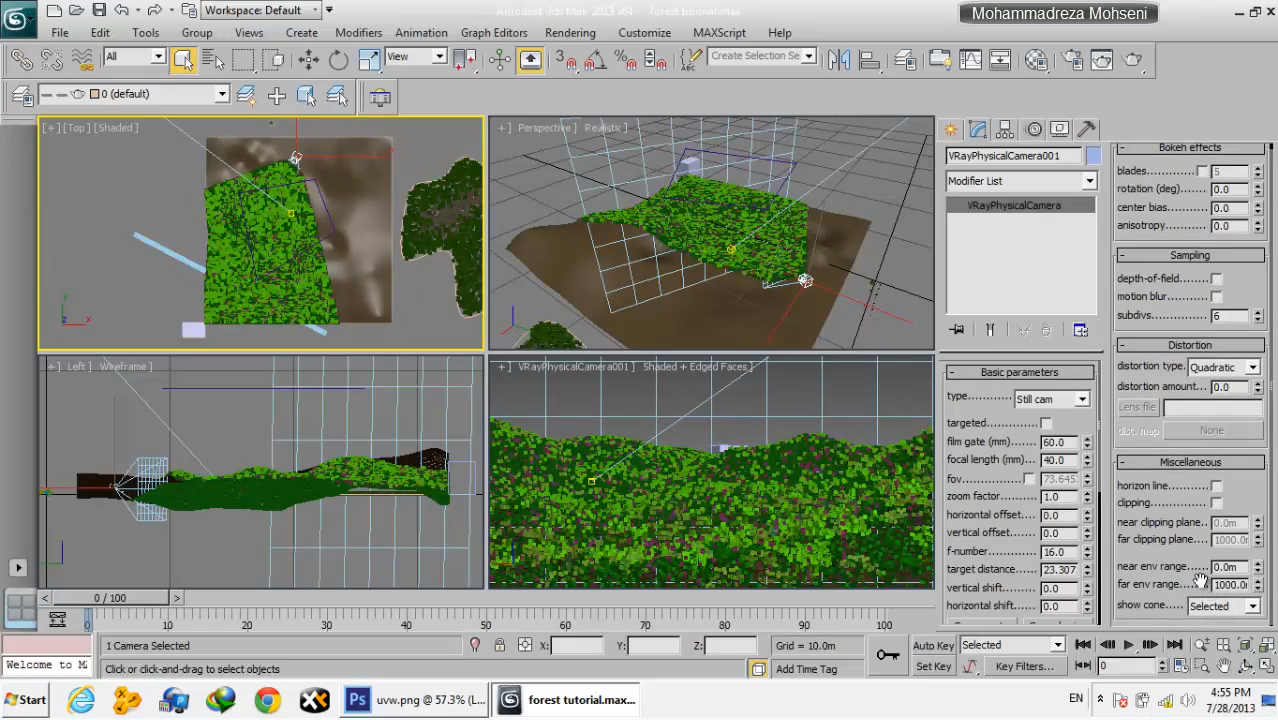 Workspace: Default
Autodesk 3ds Max 2013 x64 forest tutorial.max
Mohammadreza Mohseni
File Edit Tools Group Views Create Modifiers Animation Graph Editors Rendering Customize MAXScript Help
All
View
3
Create Selection Se
0 (default)
[+] [Top] [Shaded]
+ ] Perspective ] Realistic ]
VRayPhysicalCamera001
Modifier List
VRayPhysicalCamera
Bokeh effects
blades 5
rotation (deg) 0.0
center bias 0.0
anisotropy 0.0
Sampling
depth-of-field
motion blur
subdivs 6
Distortion
distortion type Quadratic
distortion amount 0.0
Lens file
dist. map None
Miscellaneous
horizon line
clipping
near clipping plane 0.0m
far clipping plane 1000.0
near env range 0.0m
far env range 1000.0
show cone Selected
Basic parameters
type Still cam
targeted
film gate (mm) 60.0
focal length (mm) 40.0
fov 73.645
zoom factor 1.0
horizontal offset 0.0
vertical offset 0.0
f-number 16.0
target distance 23.307
vertical shift 0.0
horizontal shift 0.0
+ ] Left ] Wireframe ]
+ ] VRayPhysicalCamera001 ] Shaded + Edged Faces ]
0 / 100
0 10 20 30 40 50 60 70 80 90 100
1 Camera Selected
X: Y: Z:
Grid = 10.0m
Auto Key Selected
Welcome to M
Click or click-and-drag to select objects
Add Time Tag
Set Key Key Filters...
0
Start
uvw.png @ 57.3% (L...
forest tutorial.max...
EN
4:55 PM
7/28/2013